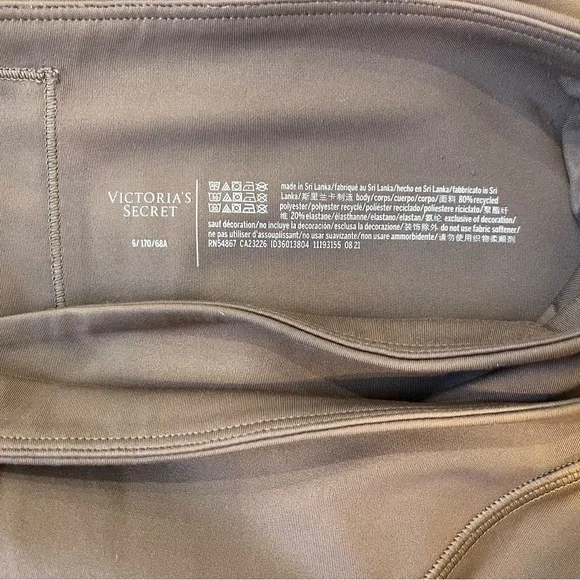 VICTORIA'S
SECRET
6/170/68A
made in Sri Lanka/fabriqué au Sri Lanka/hecho en Sri Lanka/fabbricato in Sri
Lanka/斯里兰卡制造 body/corps/cuerpo/corpo/面料 80% recycled
polyester/polyester recyclé/poliéster reciclado/poliestere riciclato/聚酯纤
维 20% elastane/élasthanne/elastano/elastan/氨纶 exclusive of decoration/
sauf décoration/no incluye la decoración/esclusa la decorazione/装饰除外 do not use fabric softener/
ne pas utiliser d'assouplissant/no usar suavizante/non usare ammorbidente/请勿使用织物柔顺剂
RN54867 CA23226 ID36013804 11193155 08 21